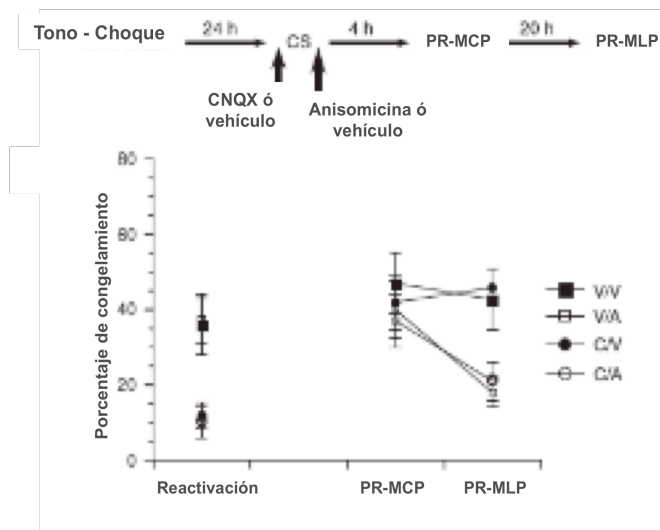 Tono - Choque 24 h CS 4 h PR-MCP 20 h PR-MLP
CNQX ó
vehículo
Anisomicina ó
vehículo
Porcentaje de congelamiento
80
60
40
20
0
V/V
V/A
C/V
C/A
Reactivación PR-MCP PR-MLP